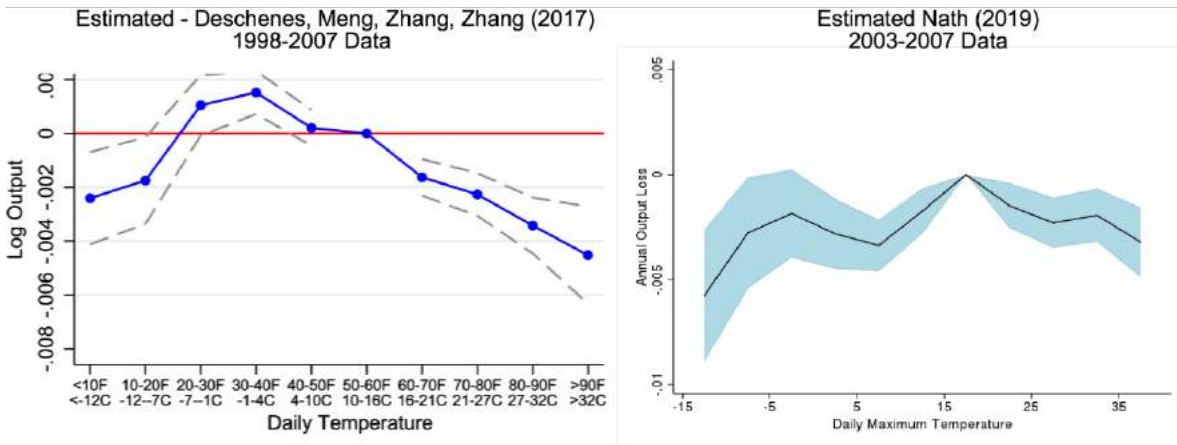 Estimated - Deschenes, Meng, Zhang, Zhang (2017)
1998-2007 Data
Log Output
.00
0
-.002
-.004
-.006
-.008
<10F 10-20F 20-30F 30-40F 40-50F 50-60F 60-70F 70-80F 80-90F >90F
<-12C -12--7C -7--1C -1-4C 4-10C 10-16C 16-21C 21-27C 27-32C >32C
Daily Temperature
Estimated Nath (2019)
2003-2007 Data
Annual Output Loss
.005
0
-.005
-.01
-15 -5 5 15 25 35
Daily Maximum Temperature